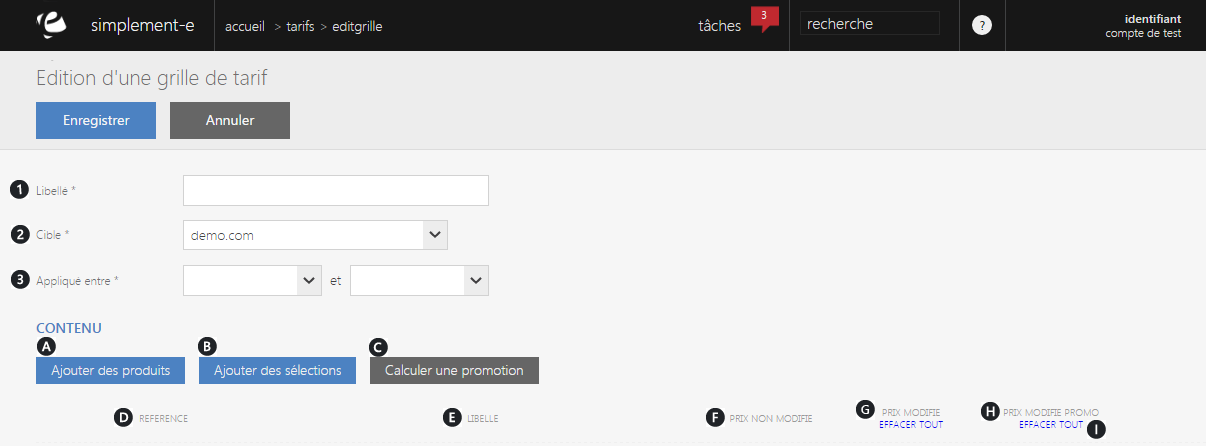 simplement-e accueil > tarifs > editgrille tâches 3 recherche ? identifiant
compte de test
Edition d'une grille de tarif
Enregistrer Annuler
1 Libelle *
2 Cible * demo.com
3 Appliqué entre * et
CONTENU
A B C
Ajouter des produits Ajouter des sélections Calculer une promotion
D REFERENCE E LIBELLE F PRIX NON MODIFIE G PRIX MODIFIE H PRIX MODIFIE PROMO
EFFACER TOUT EFFACER TOUT I